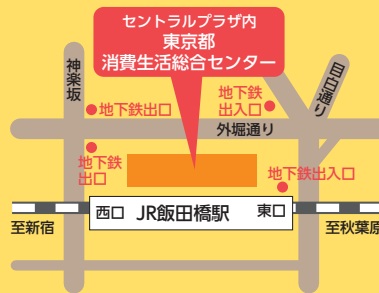 セントラルプラザ内
東京都
消費生活総合センター
神楽坂
目白通り
地下鉄出口
地下鉄
出入口
外堀通り
地下鉄
出口
地下鉄出入口
西口 JR飯田橋駅 東口
至新宿
至秋葉原